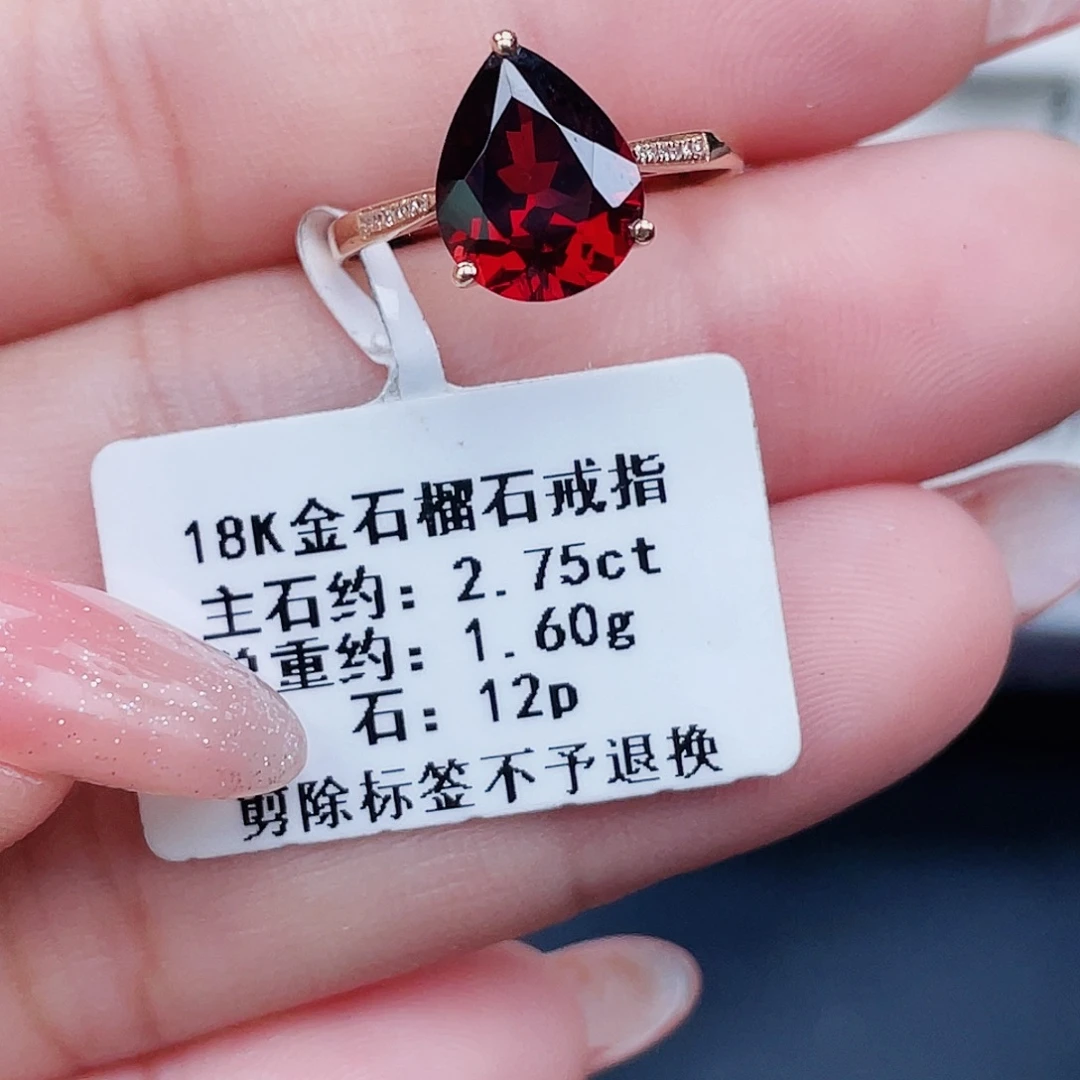 18K金石榴石戒指
主石约：2.75ct
重约：1.60g
石：12p
剪除标签不予退换